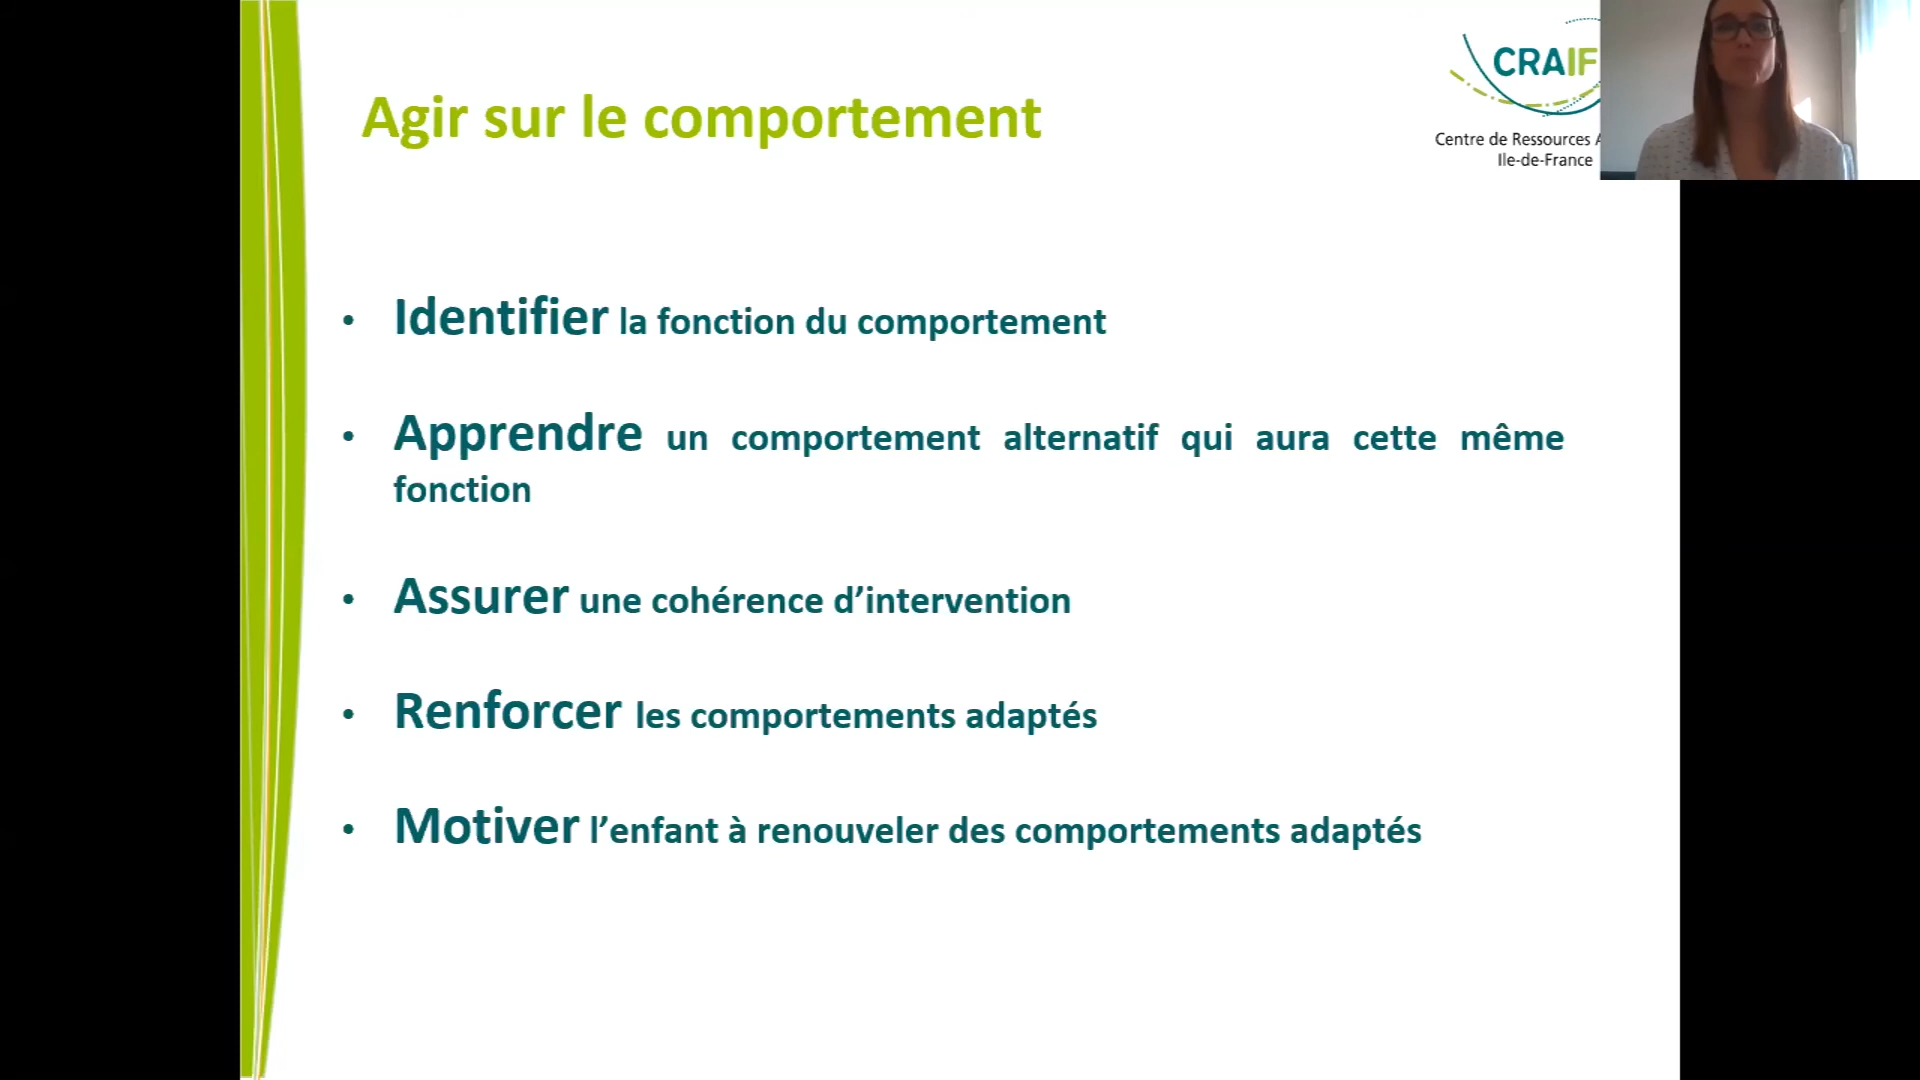 Agir sur le comportement
CRAIF
Centre de Ressources
Ile-de-France
• Identifier la fonction du comportement
• Apprendre un comportement alternatif qui aura cette même
fonction
• Assurer une cohérence d’intervention
• Renforcer les comportements adaptés
• Motiver l’enfant à renouveler des comportements adaptés